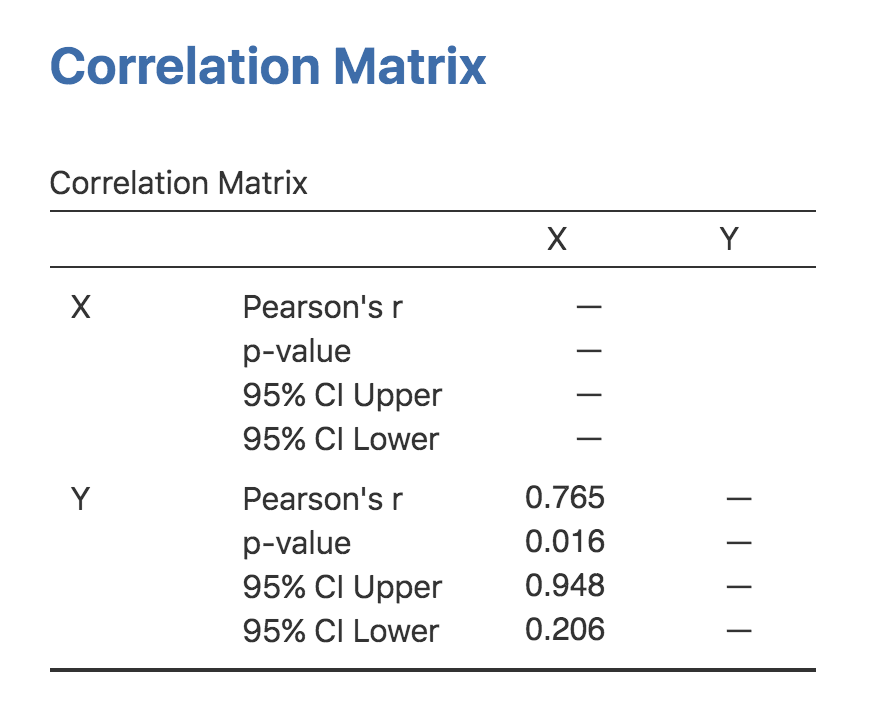 Correlation Matrix
Correlation Matrix
X Y
X Pearson's r —
p-value —
95% CI Upper —
95% CI Lower —
Y Pearson's r 0.765 —
p-value 0.016 —
95% CI Upper 0.948 —
95% CI Lower 0.206 —